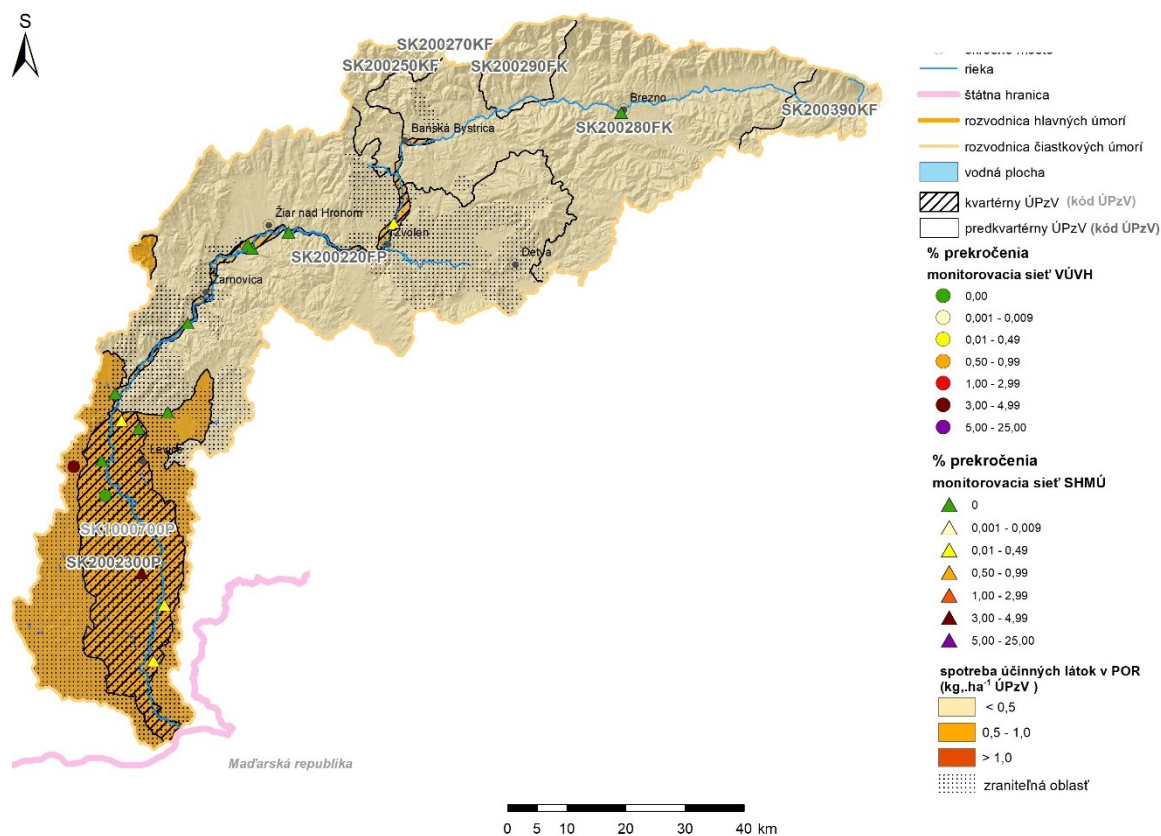 S
SK200270KF
SK200250KF
SK200290FK
Brezno
SK200390KF
SK200280FK
Banská Bystrica
Žiar nad Hronom
Zvolen
SK200220FP
Detva
Žarnovica
Levice
SK1000700P
SK2002300P
Maďarská republika
0 5 10 20 30 40 km
rieka
štátna hranica
rozvodnica hlavných úmorí
rozvodnica čiastkových úmorí
vodná plocha
kvartérny ÚPzV (kód ÚPzV)
predkvartérny ÚPzV (kód ÚPzV)
% prekročenia
monitorovacia sieť VÚVH
0,00
0,001 - 0,009
0,01 - 0,49
0,50 - 0,99
1,00 - 2,99
3,00 - 4,99
5,00 - 25,00
% prekročenia
monitorovacia sieť SHMÚ
0
0,001 - 0,009
0,01 - 0,49
0,50 - 0,99
1,00 - 2,99
3,00 - 4,99
5,00 - 25,00
spotreba účinných látok v POR
(kg,.ha⁻¹ ÚPzV )
< 0,5
0,5 - 1,0
> 1,0
zraniteľná oblasť